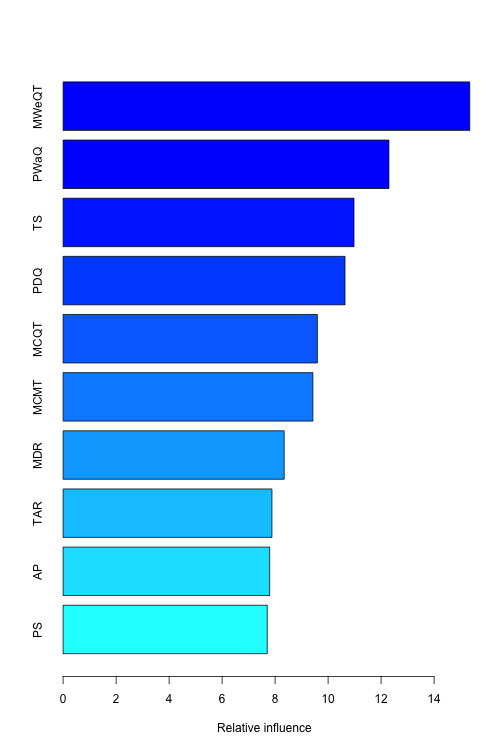 MWeQT
PWaQ
TS
PDQ
MCQT
MCMT
MDR
TAR
AP
PS
0 2 4 6 8 10 12 14
Relative influence